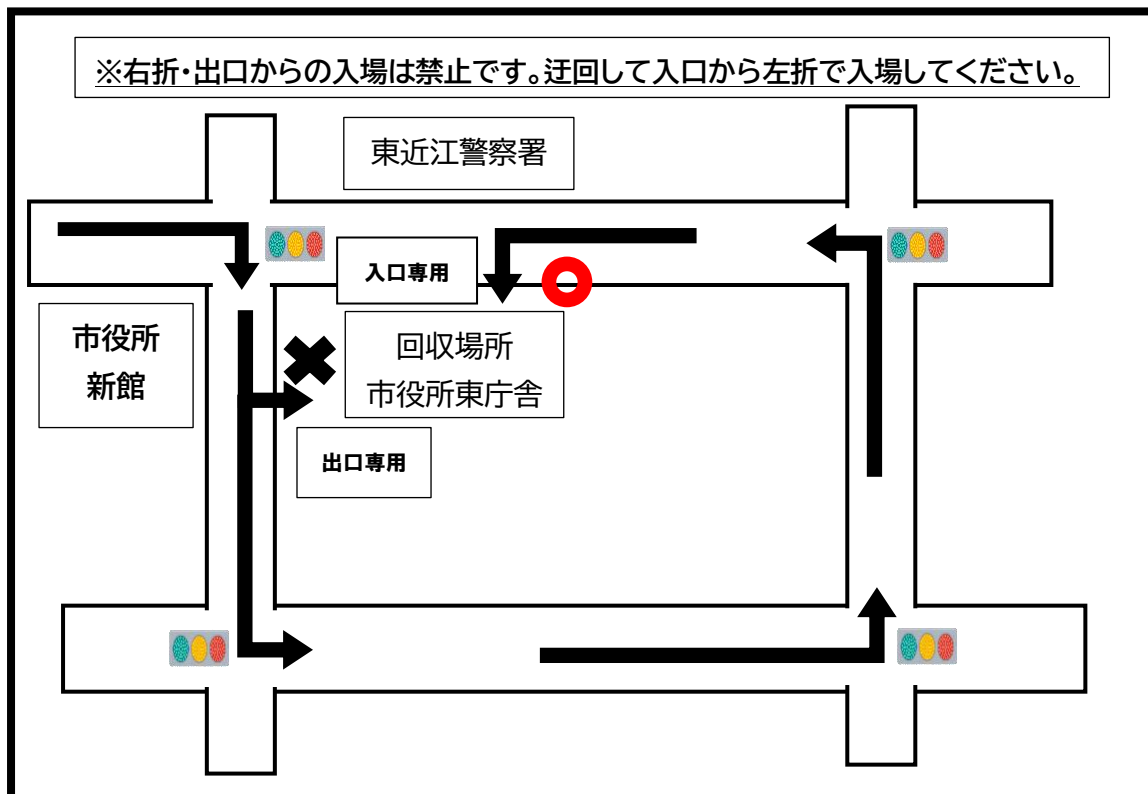 ※右折・出口からの入場は禁止です。迂回して入口から左折で入場してください。
東近江警察署
入口専用
市役所
新館
回収場所
市役所東庁舎
出口専用